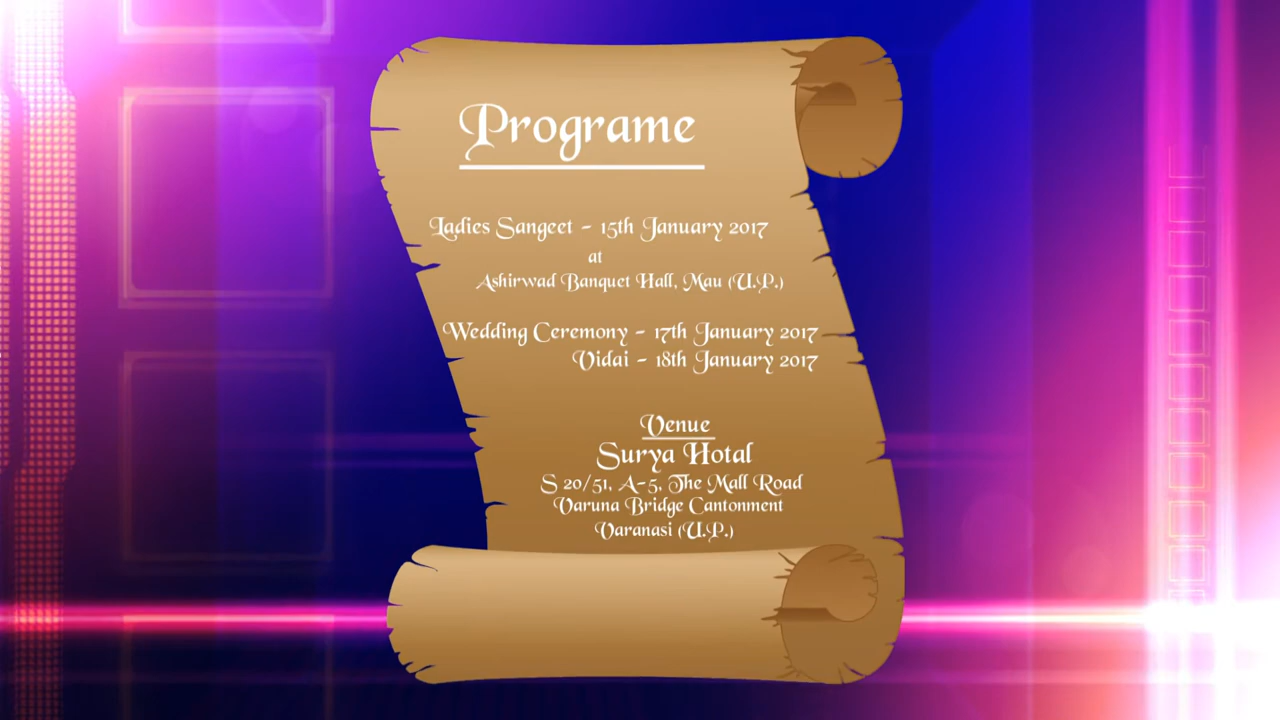 Programe
Ladies Sangeet - 15th January 2017
at
Ashirwad Banquet Hall, Mau (U.P.)
Wedding Ceremony - 17th January 2017
Vidai - 18th January 2017
Venue
Surya Hotal
S 20/51, A-5, The Mall Road
Varuna Bridge Cantonment
Varanasi (U.P.)